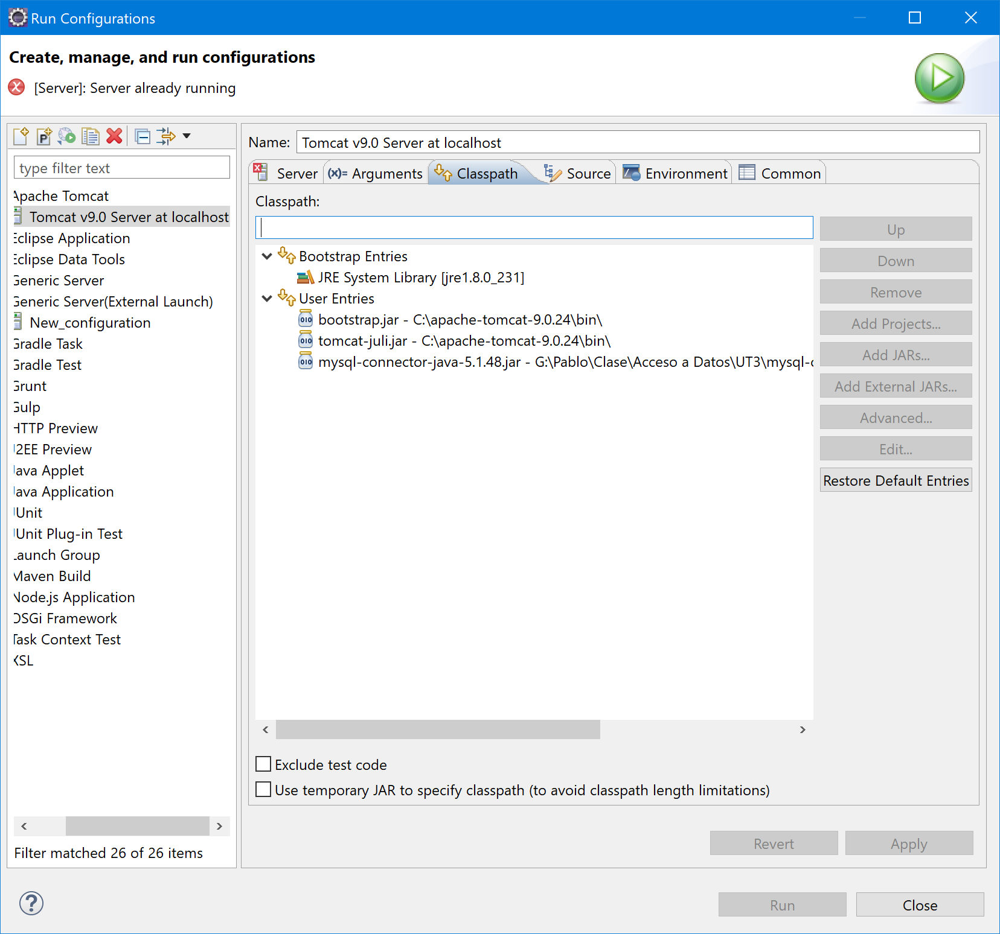 Run Configurations
Create, manage, and run configurations
[Server]: Server already running
type filter text
Apache Tomcat
Tomcat v9.0 Server at localhost
Eclipse Application
Eclipse Data Tools
Generic Server
Generic Server(External Launch)
New_configuration
Gradle Task
Gradle Test
Grunt
Gulp
HTTP Preview
J2EE Preview
Java Applet
Java Application
JUnit
JUnit Plug-in Test
Launch Group
Maven Build
Node.js Application
OSGi Framework
Task Context Test
XSL
Filter matched 26 of 26 items
Name: Tomcat v9.0 Server at localhost
Server (x)= Arguments Classpath Source Environment Common
Classpath:
Bootstrap Entries
JRE System Library [jre1.8.0_231]
User Entries
bootstrap.jar - C:\apache-tomcat-9.0.24\bin\
tomcat-juli.jar - C:\apache-tomcat-9.0.24\bin\
mysql-connector-java-5.1.48.jar - G:\Pablo\Clase\Acceso a Datos\UT3\mysql-c
Up
Down
Remove
Add Projects...
Add JARs...
Add External JARs...
Advanced...
Edit...
Restore Default Entries
Exclude test code
Use temporary JAR to specify classpath (to avoid classpath length limitations)
Revert Apply
Run Close